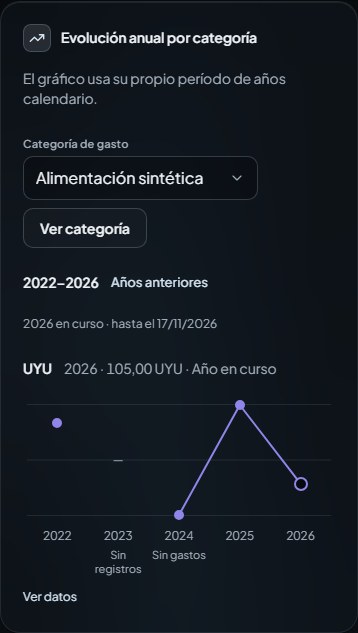 Evolución anual por categoría
El gráfico usa su propio período de años
calendario.
Categoría de gasto
Alimentación sintética
Ver categoría
2022–2026 Años anteriores
2026 en curso · hasta el 17/11/2026
UYU 2026 · 105,00 UYU · Año en curso
2022 2023 2024 2025 2026
Sin Sin gastos
registros
Ver datos